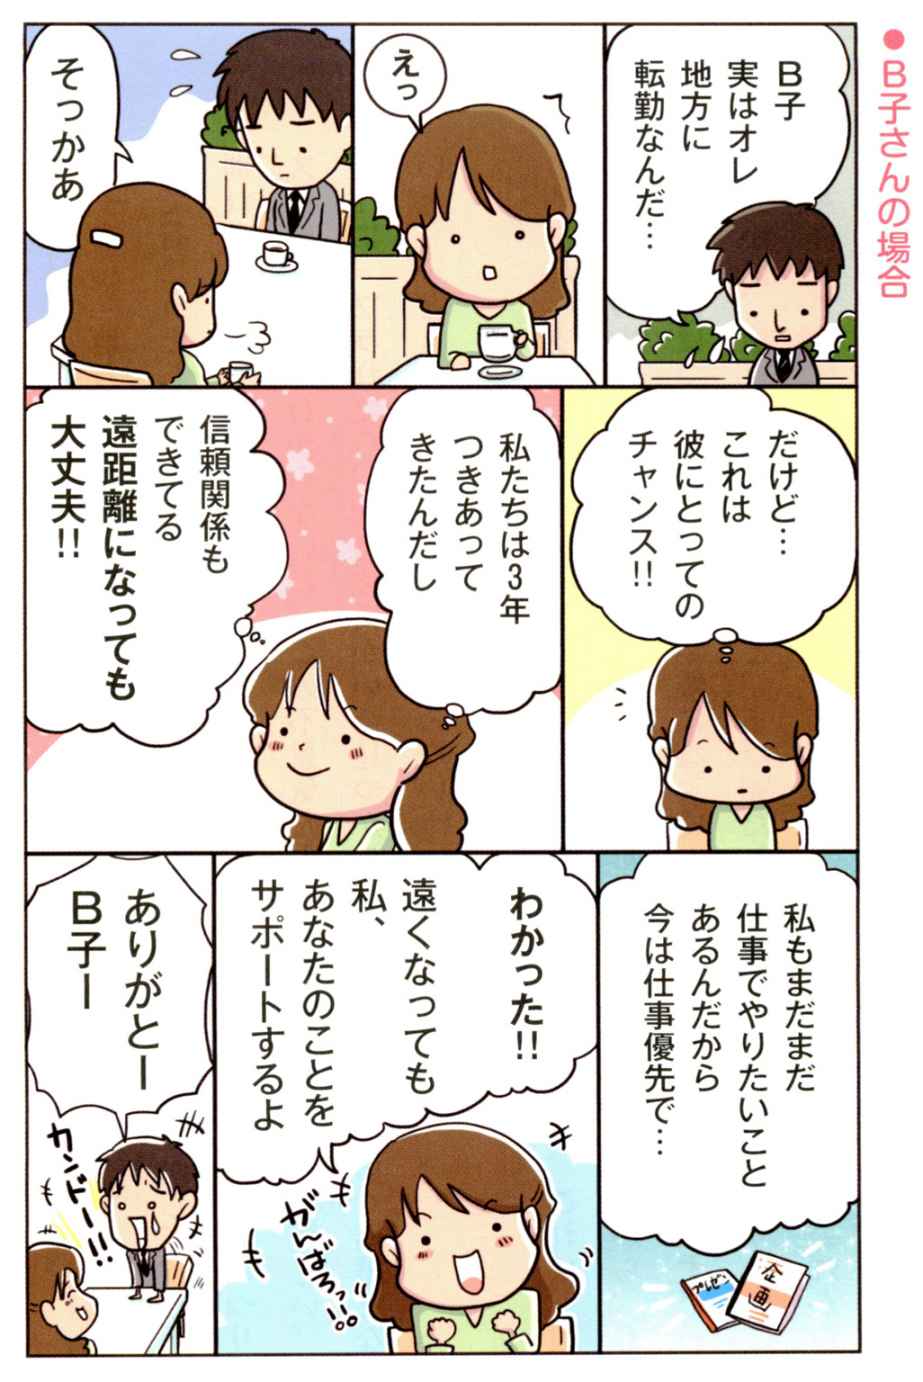 ●B子さんの場合
B子
実はオレ
地方に
転勤なんだ…
えっ
そっかあ
だけど…
これは
彼にとっての
チャンス!!
私たちは3年
つきあって
きたんだし
信頼関係も
できてる
遠距離になっても
大丈夫!!
私もまだまだ
仕事でやりたいこと
あるんだから
今は仕事優先で…
プレゼン
企画
わかった!!
遠くなっても
私、
あなたのことを
サポートするよ
がんばろっ!!
ありがとー
B子ー
カンドー!!